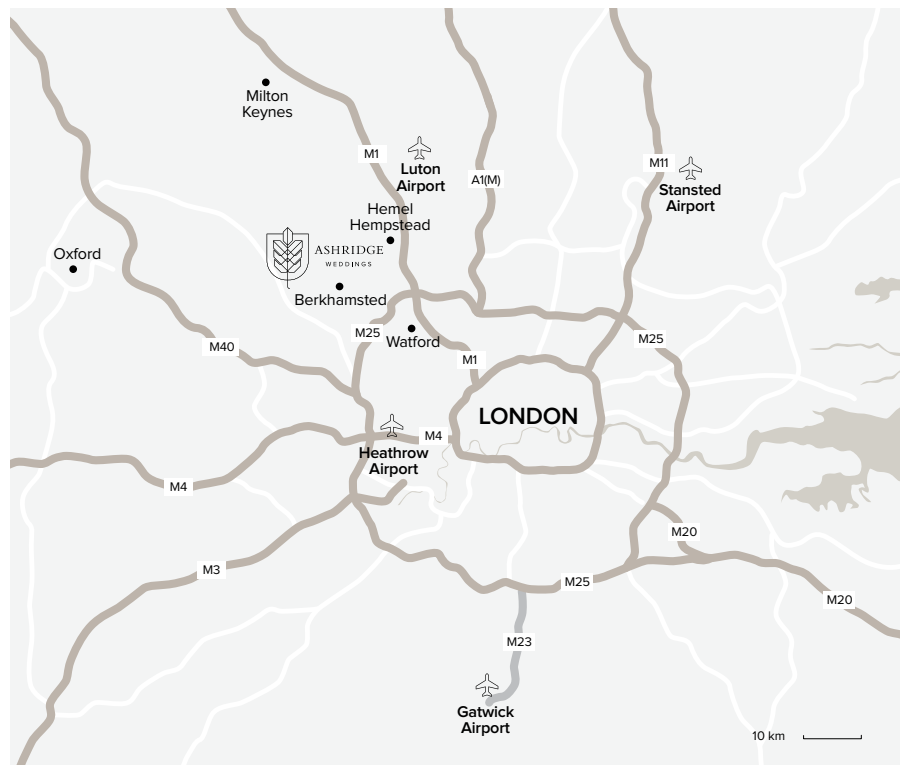 Milton
Keynes
M1
Luton
Airport
A1(M)
M11
Stansted
Airport
Hemel
Hempstead
Oxford
ASHRIDGE
WEDDINGS
Berkhamsted
M25
Watford
M40
M1
M25
LONDON
M4
Heathrow
Airport
M4
M20
M3
M25
M20
M23
Gatwick
Airport
10 km